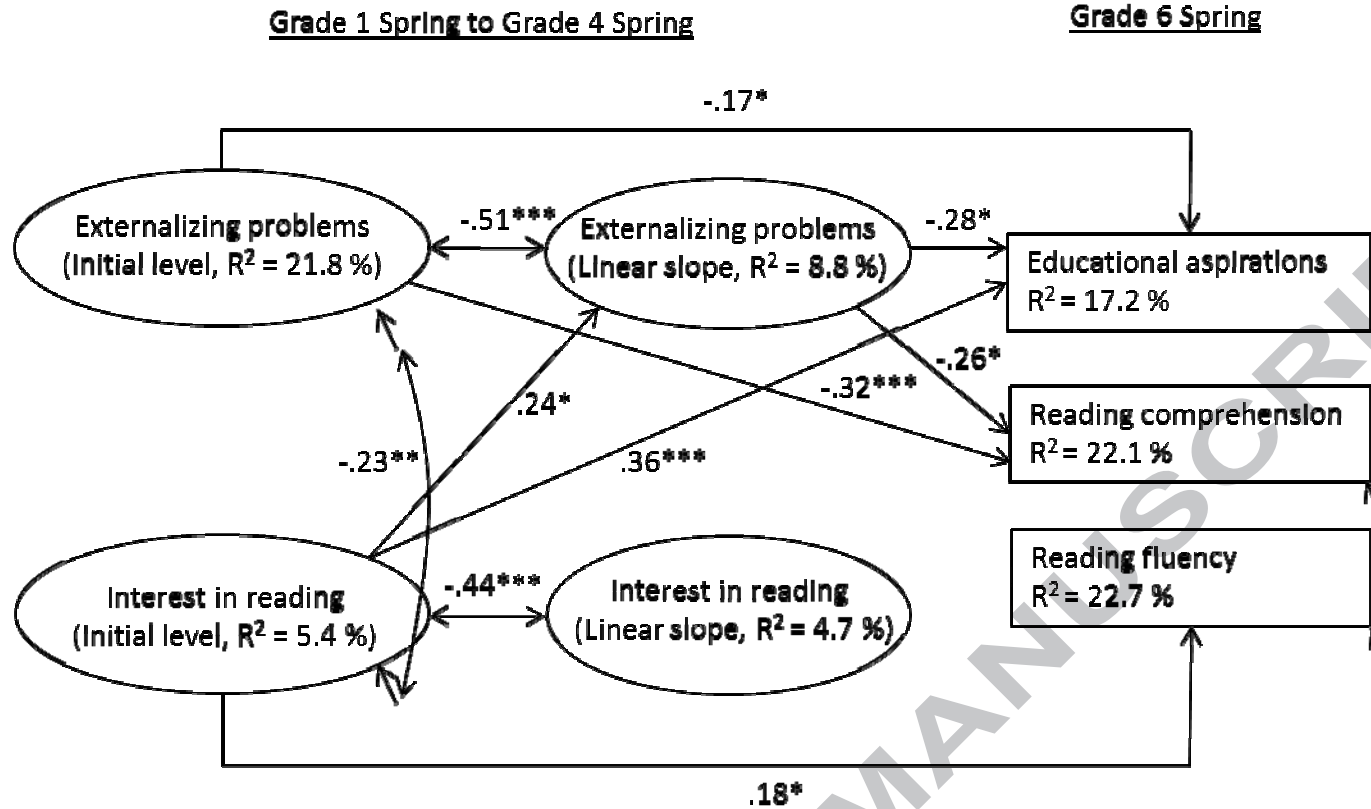 Grade 1 Spring to Grade 4 Spring
Grade 6 Spring
-.17*
Externalizing problems
(Initial level, R² = 21.8 %)
-.51***
Externalizing problems
(Linear slope, R² = 8.8 %)
-.28*
Educational aspirations
R² = 17.2 %
-.26*
-.32***
.24*
Reading comprehension
R² = 22.1 %
-.23**
.36***
Interest in reading
(Initial level, R² = 5.4 %)
-.44***
Interest in reading
(Linear slope, R² = 4.7 %)
Reading fluency
R² = 22.7 %
.18*
MANUSCRI